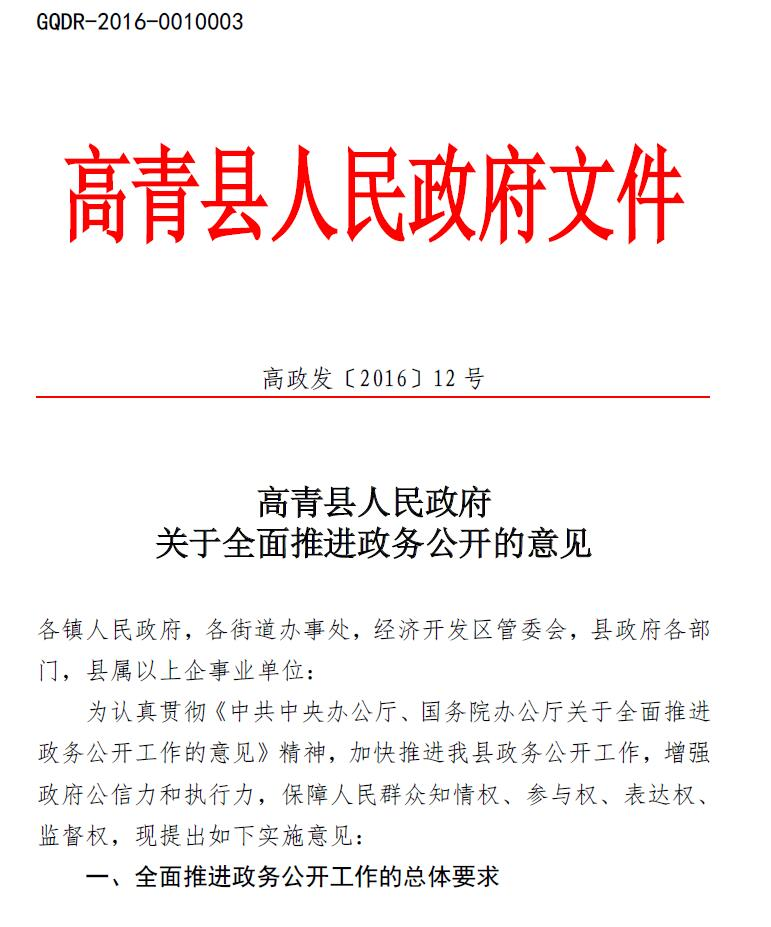 GQDR-2016-0010003
高青县人民政府文件
高政发〔2016〕12 号
高青县人民政府
关于全面推进政务公开的意见
各镇人民政府，各街道办事处，经济开发区管委会，县政府各部
门，县属以上企事业单位：
为认真贯彻《中共中央办公厅、国务院办公厅关于全面推进
政务公开工作的意见》精神，加快推进我县政务公开工作，增强
政府公信力和执行力，保障人民群众知情权、参与权、表达权、
监督权，现提出如下实施意见：
一、全面推进政务公开工作的总体要求